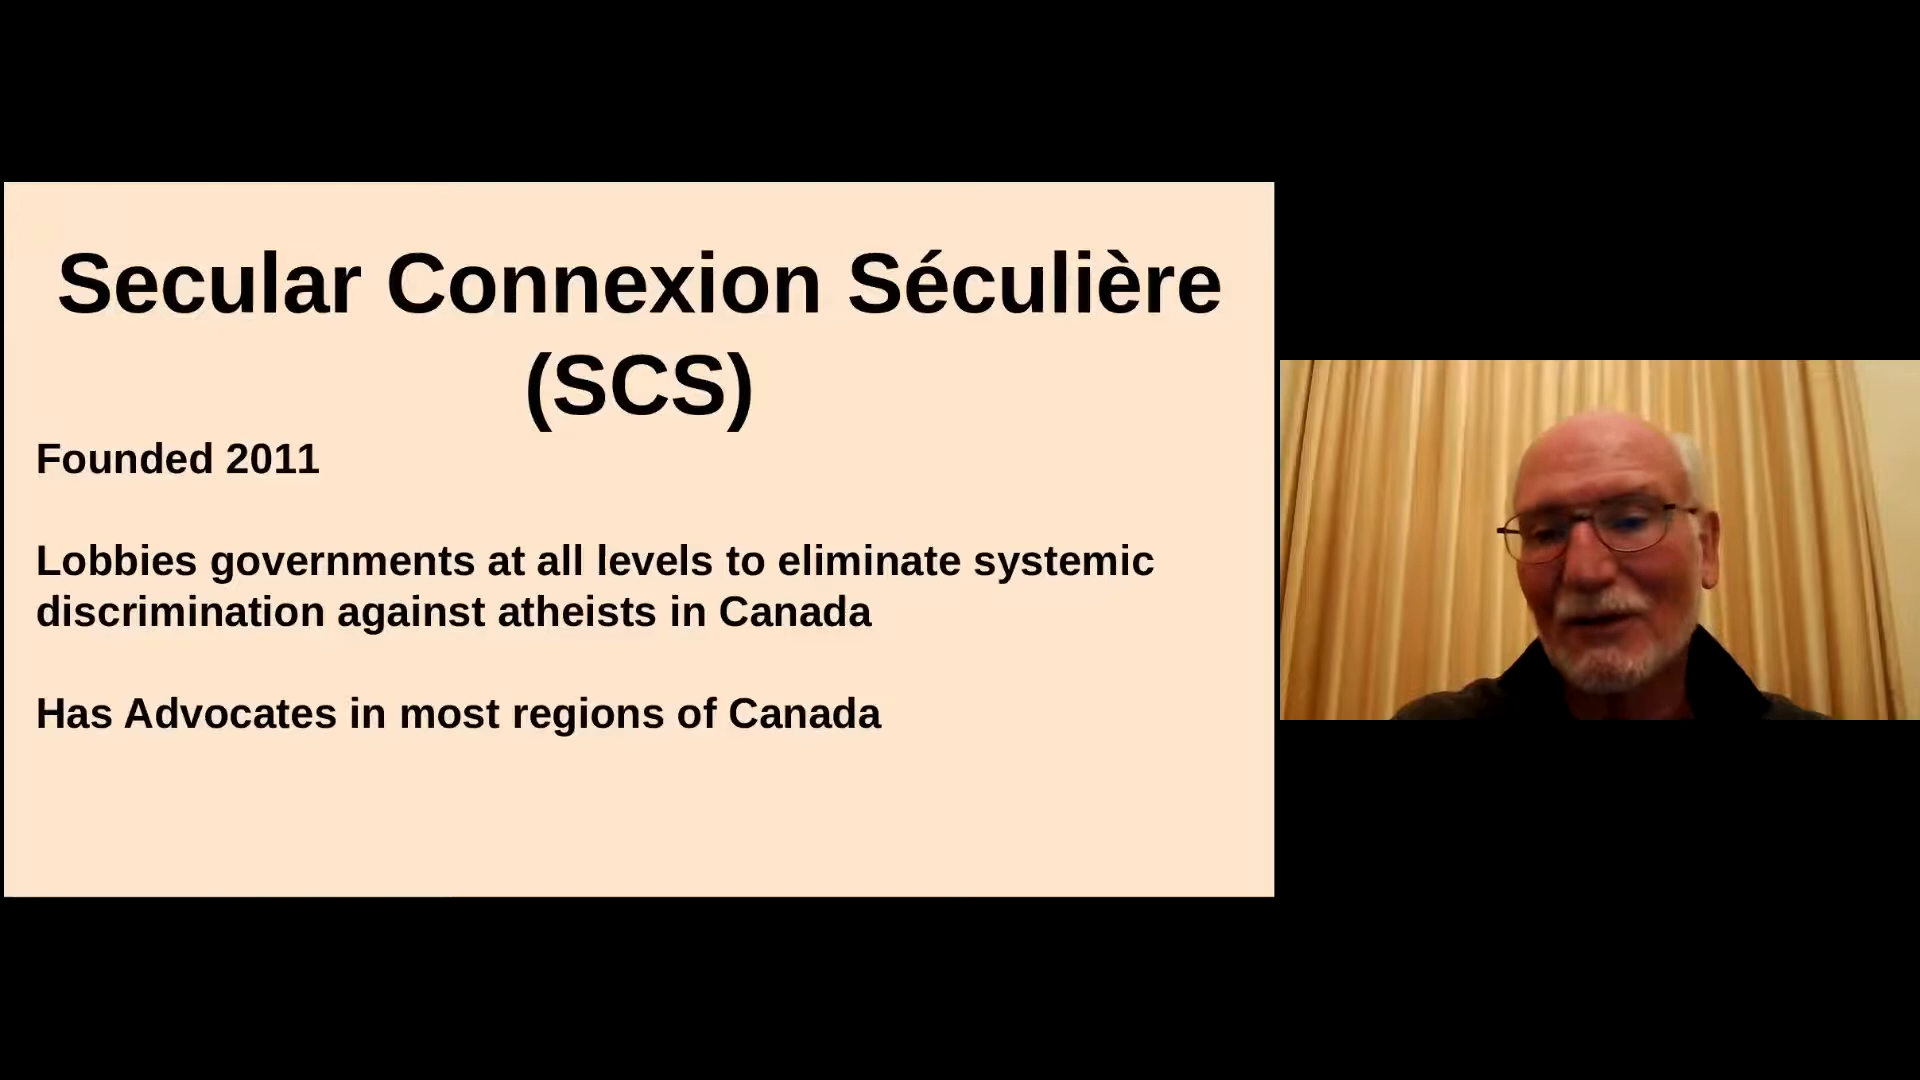 Secular Connexion Séculière
(SCS)
Founded 2011
Lobbies governments at all levels to eliminate systemic
discrimination against atheists in Canada
Has Advocates in most regions of Canada